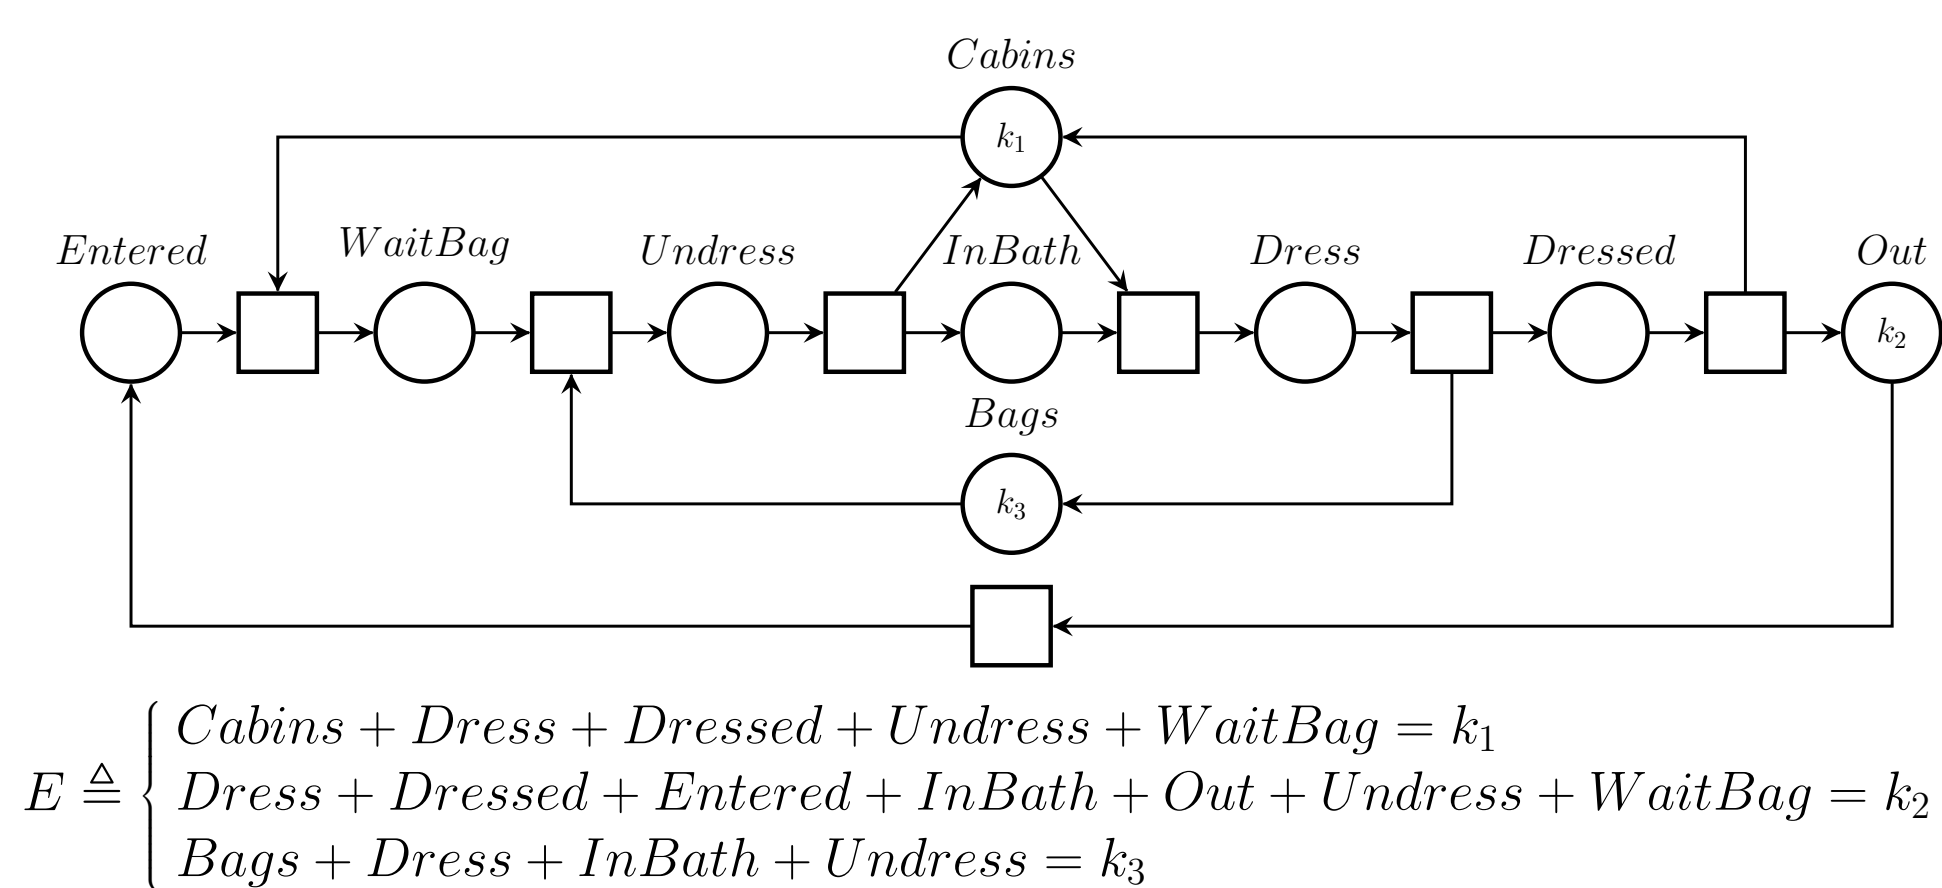 Cabins
k₁
Entered
WaitBag
Undress
InBath
Dress
Dressed
Out
k₂
Bags
k₃
E ≜ { Cabins + Dress + Dressed + Undress + WaitBag = k₁
Dress + Dressed + Entered + InBath + Out + Undress + WaitBag = k₂
Bags + Dress + InBath + Undress = k₃